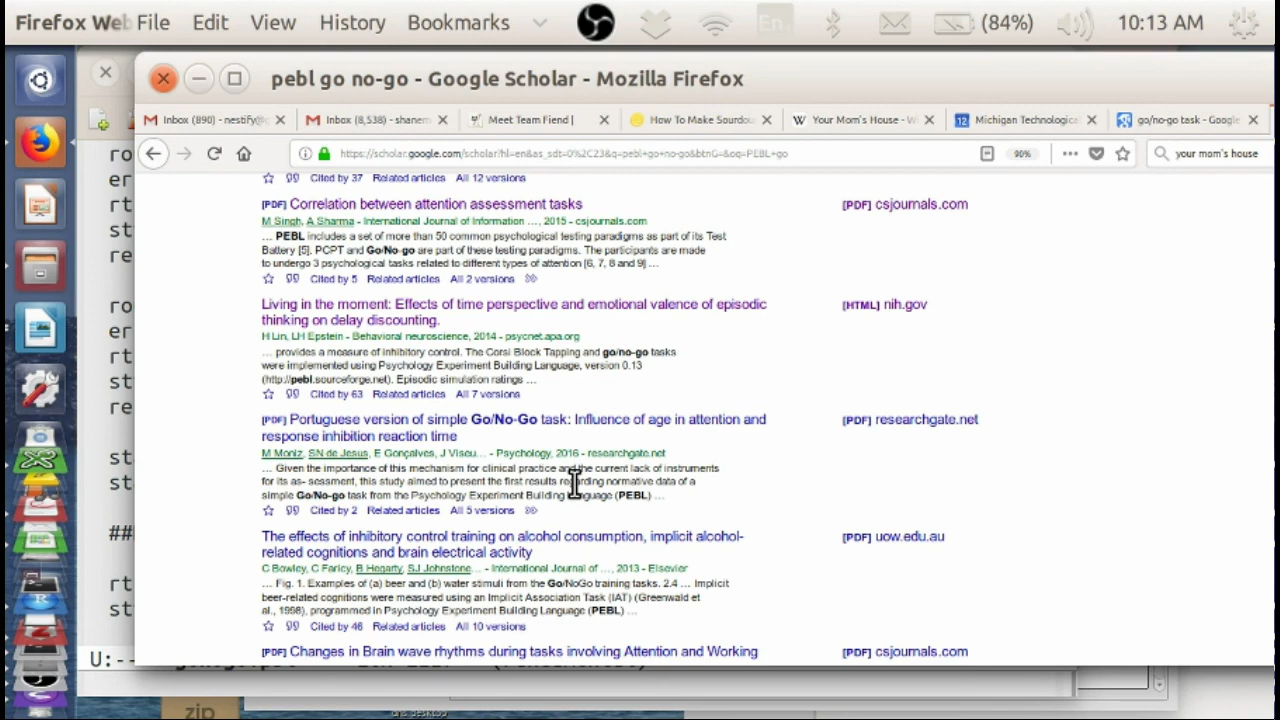 Firefox Web File Edit View History Bookmarks En (84%) 10:13 AM
pebl go no-go - Google Scholar - Mozilla Firefox
Inbox (890) - nestify@g Inbox (8,538) - shanem Meet Team Fiend | How To Make Sourdou Your Mom's House - W Michigan Technologica go/no-go task - Google
https://scholar.google.com/scholar?hl=en&as_sdt=0%2C23&q=pebl+go+no-go&btnG=&oq=PEBL+go 90% your mom's house
Cited by 37 Related articles All 12 versions
[PDF] Correlation between attention assessment tasks [PDF] csjournals.com
M Singh, A Sharma - International Journal of Information …, 2015 - csjournals.com
... PEBL includes a set of more than 50 common psychological testing paradigms as part of its Test
Battery [5]. PCPT and Go/No-go are part of these testing paradigms. The participants are made
to undergo 3 psychological tasks related to different types of attention [6, 7, 8 and 9] ...
Cited by 5 Related articles All 2 versions
Living in the moment: Effects of time perspective and emotional valence of episodic [HTML] nih.gov
thinking on delay discounting.
H Lin, LH Epstein - Behavioral neuroscience, 2014 - psycnet.apa.org
... provides a measure of inhibitory control. The Corsi Block Tapping and go/no-go tasks
were implemented using Psychology Experiment Building Language, version 0.13
(http://pebl.sourceforge.net). Episodic simulation ratings ...
Cited by 63 Related articles All 7 versions
[PDF] Portuguese version of simple Go/No-Go task: Influence of age in attention and [PDF] researchgate.net
response inhibition reaction time
M Moniz, SN de Jesus, E Gonçalves, J Viseu… - Psychology, 2016 - researchgate.net
... Given the importance of this mechanism for clinical practice and the current lack of instruments
for its as- sessment, this study aimed to present the first results regarding normative data of a
simple Go/No-go task from the Psychology Experiment Building Language (PEBL) ...
Cited by 2 Related articles All 5 versions
The effects of inhibitory control training on alcohol consumption, implicit alcohol- [PDF] uow.edu.au
related cognitions and brain electrical activity
C Bowley, C Faricy, B Hegarty, SJ Johnstone… - International Journal of …, 2013 - Elsevier
... Fig. 1. Examples of (a) beer and (b) water stimuli from the Go/NoGo training tasks. 2.4 ... Implicit
beer-related cognitions were measured using an Implicit Association Task (IAT) (Greenwald et
al., 1998), programmed in Psychology Experiment Building Language (PEBL) ...
Cited by 46 Related articles All 10 versions
[PDF] Changes in Brain wave rhythms during tasks involving Attention and Working [PDF] csjournals.com
ro
er
rt
st
re
ro
er
rt
st
re
st
st
##
rt
st
U:--
zip